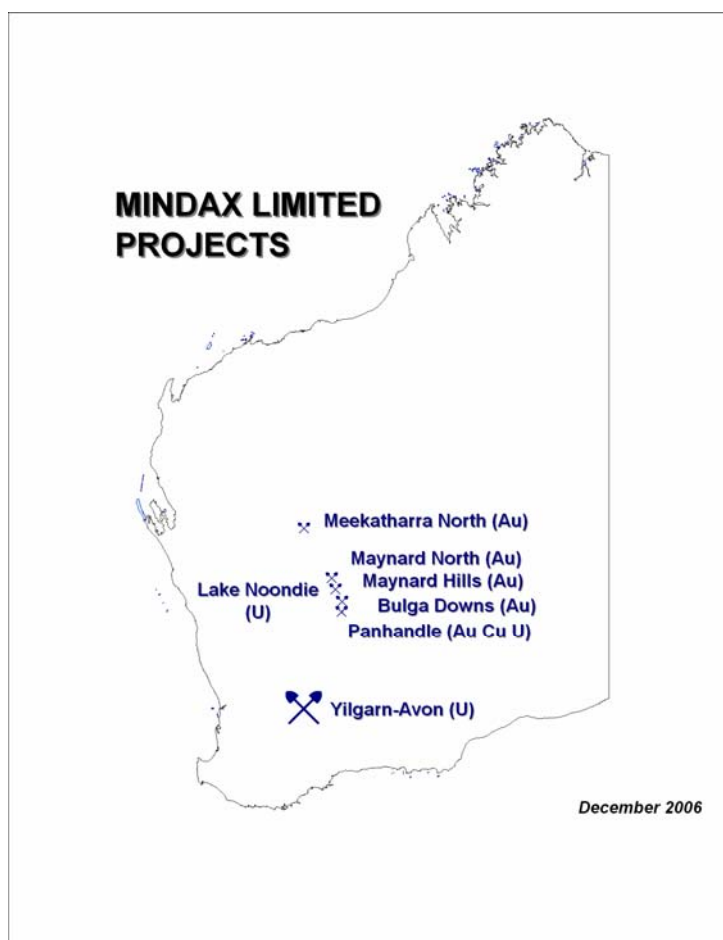 MINDAX LIMITED
PROJECTS
Meekatharra North (Au)
Maynard North (Au)
Maynard Hills (Au)
Lake Noondie
(U)
Bulga Downs (Au)
Panhandle (Au Cu U)
Yilgarn-Avon (U)
December 2006